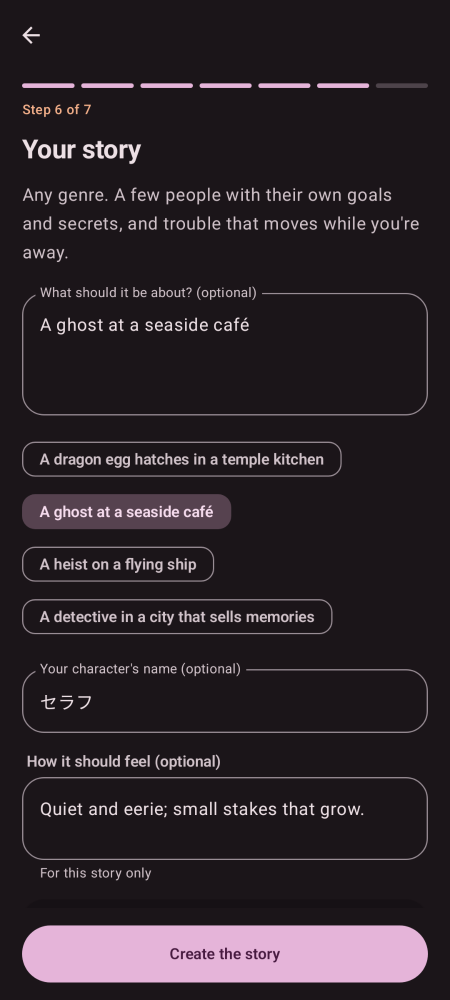 Step 6 of 7
Your story
Any genre. A few people with their own goals
and secrets, and trouble that moves while you're
away.
What should it be about? (optional)
A ghost at a seaside café
A dragon egg hatches in a temple kitchen
A ghost at a seaside café
A heist on a flying ship
A detective in a city that sells memories
Your character's name (optional)
セラフ
How it should feel (optional)
Quiet and eerie; small stakes that grow.
For this story only
Create the story